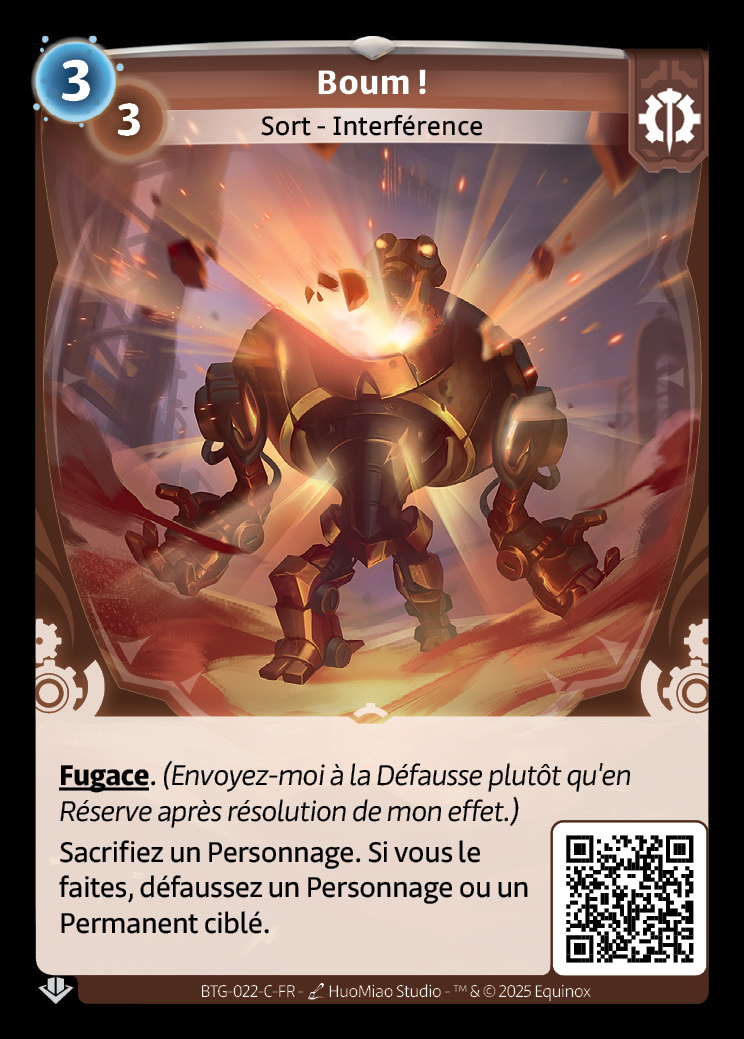 3
Boum !
3
Sort - Interférence
Fugace. (Envoyez-moi à la Défausse plutôt qu'en
Réserve après résolution de mon effet.)
Sacrifiez un Personnage. Si vous le
faites, défaussez un Personnage ou un
Permanent ciblé.
BTG-022-C-FR - HuoMiao Studio - ™ & © 2025 Equinox